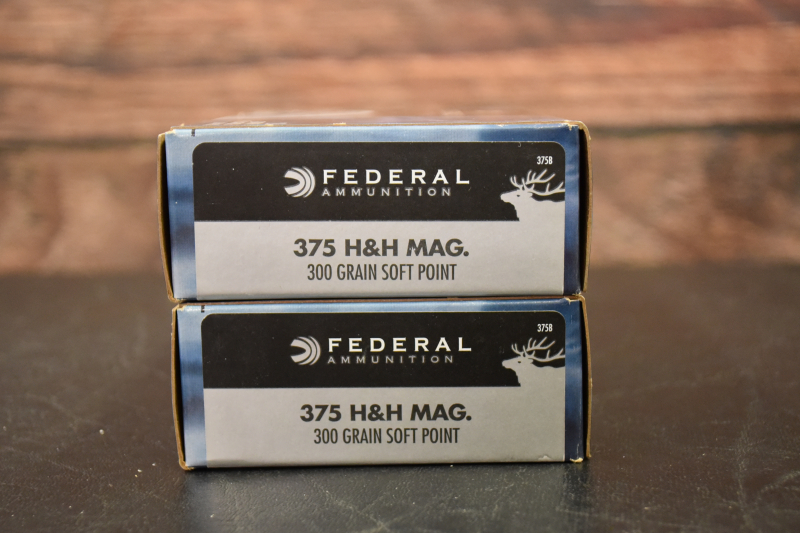 375B
FEDERAL
AMMUNITION
375 H&H MAG.
300 GRAIN SOFT POINT
375B
FEDERAL
AMMUNITION
375 H&H MAG.
300 GRAIN SOFT POINT